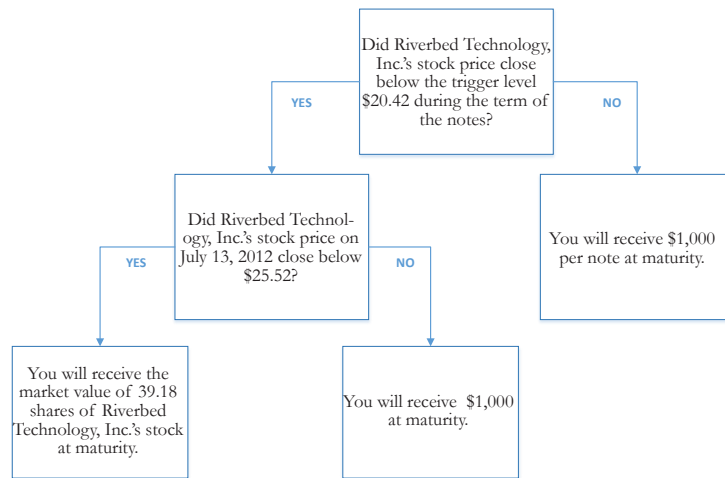 Did Riverbed Technology,
Inc.'s stock price close
below the trigger level
$20.42 during the term of
the notes?
YES
NO
Did Riverbed Technol-
ogy, Inc.'s stock price on
July 13, 2012 close below
$25.52?
You will receive $1,000
per note at maturity.
YES
NO
You will receive the
market value of 39.18
shares of Riverbed
Technology, Inc.'s stock
at maturity.
You will receive  $1,000
at maturity.